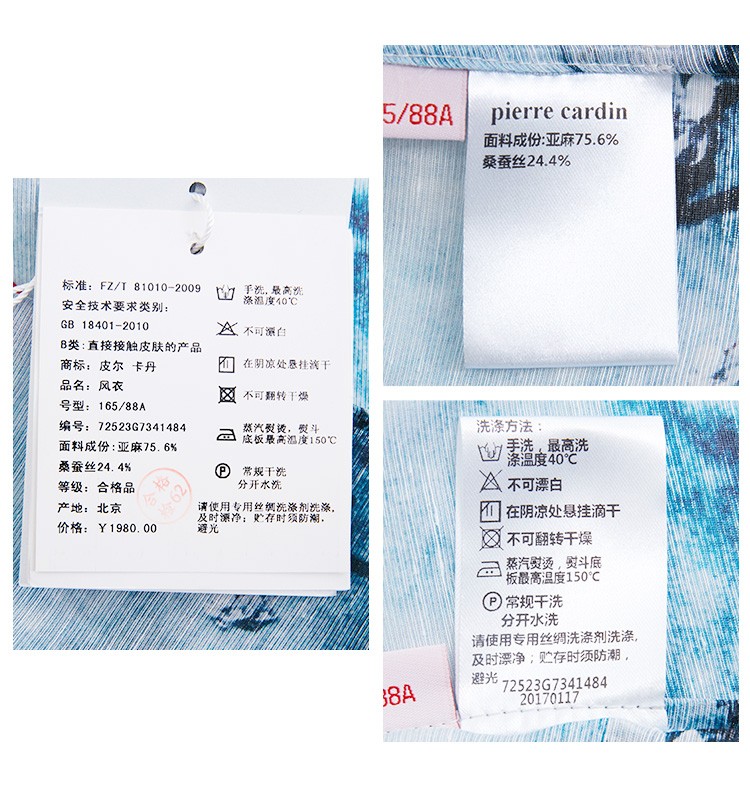 标准: FZ/T 81010-2009
安全技术要求类别:
GB 18401-2010
B类:直接接触皮肤的产品
商标: 皮尔 卡丹
品名: 风衣
号型: 165/88A
编号: 72523G7341484
面料成份:亚麻75.6%
桑蚕丝24.4%
等级: 合格品
产地: 北京
价格: Y1980.00
手洗,最高洗
涤温度40℃
不可漂白
在阴凉处悬挂滴干
不可翻转干燥
蒸汽熨烫, 熨斗
底板最高温度150℃
P 常规干洗
分开水洗
请使用专用丝绸洗涤剂洗涤,
及时漂净; 贮存时须防潮,
避光
合格
62
5/88A
pierre cardin
面料成份:亚麻75.6%
桑蚕丝24.4%
洗涤方法:
手洗, 最高洗
涤温度40℃
不可漂白
在阴凉处悬挂滴干
不可翻转干燥
蒸汽熨烫, 熨斗底
板最高温度150℃
P 常规干洗
分开水洗
请使用专用丝绸洗涤剂洗涤,
及时漂净; 贮存时须防潮,
避光 72523G7341484
20170117
88A